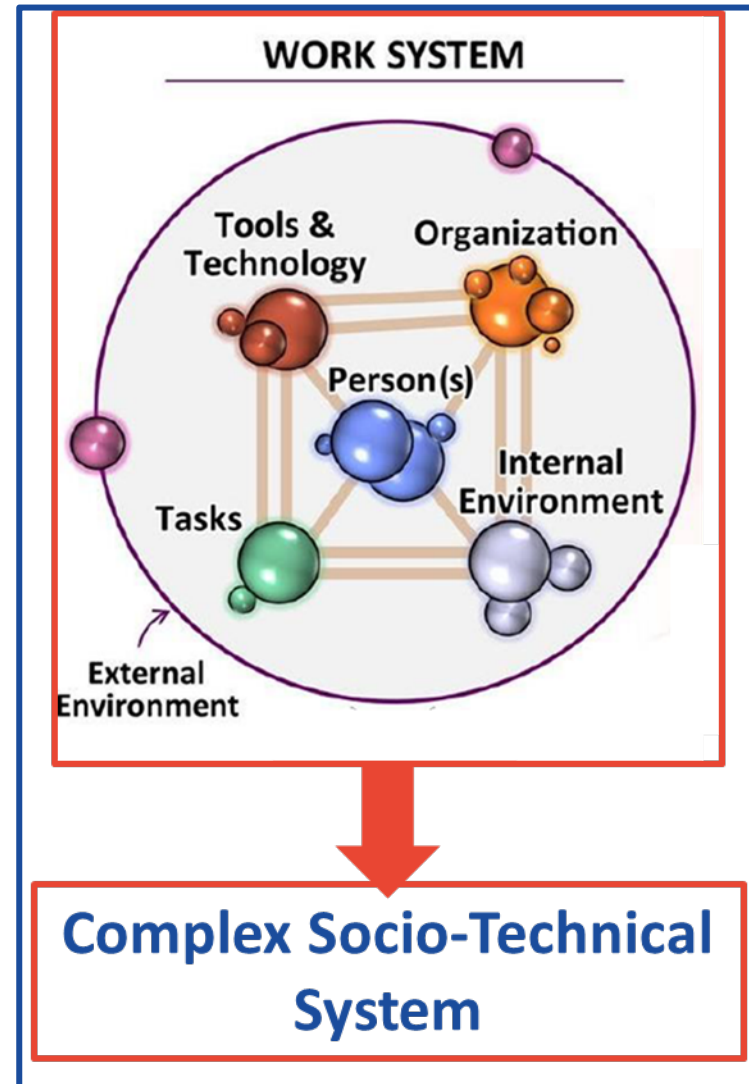 WORK SYSTEM
Tools &
Technology
Organization
Person(s)
Internal
Environment
Tasks
External
Environment
Complex Socio-Technical
System